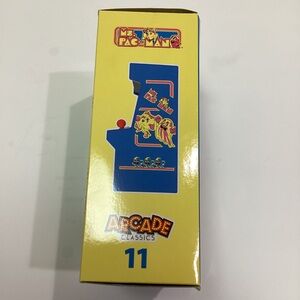 MS.
PAC-MAN
ARCADE
CLASSICS
11